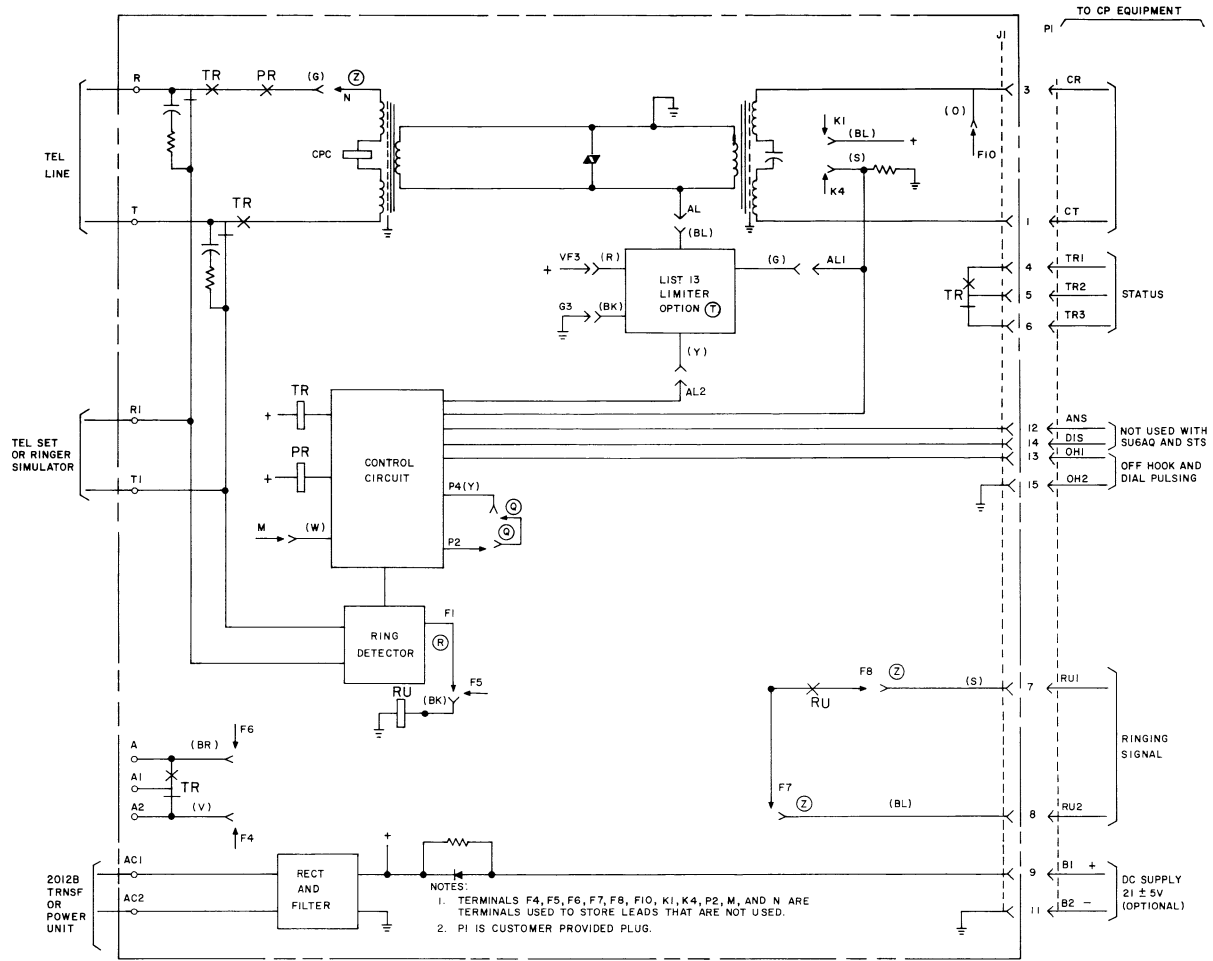 TO CP EQUIPMENT
J1
P1
R
TR
PR
(G)
Z
N
3
CR
(O)
F10
K1
(BL)
+
(S)
K4
CPC
TEL
LINE
T
TR
AL
(BL)
1
CT
VF3
+
(R)
G3
(BK)
LIST 13
LIMITER
OPTION T
(G)
AL1
(Y)
AL2
4
TR1
TR
5
TR2
STATUS
6
TR3
TEL SET
OR RINGER
SIMULATOR
R1
T1
TR
+
PR
+
M
(W)
CONTROL
CIRCUIT
P4(Y)
Q
Q
P2
12
ANS
14
DIS
NOT USED WITH
SU6AQ AND STS
13
OH1
15
OH2
OFF HOOK AND
DIAL PULSING
RING
DETECTOR
F1
R
F5
RU
(BK)
F8
Z
(S)
RU
7
RU1
RINGING
SIGNAL
F7
Z
(BL)
8
RU2
A
(BR)
F6
A1
TR
A2
(V)
F4
2012B
TRNSF
OR
POWER
UNIT
AC1
AC2
RECT
AND
FILTER
+
9
B1 +
11
B2 −
DC SUPPLY
21 ± 5V
(OPTIONAL)
NOTES:
1. TERMINALS F4, F5, F6, F7, F8, F10, K1, K4, P2, M, AND N ARE
TERMINALS USED TO STORE LEADS THAT ARE NOT USED.
2. P1 IS CUSTOMER PROVIDED PLUG.